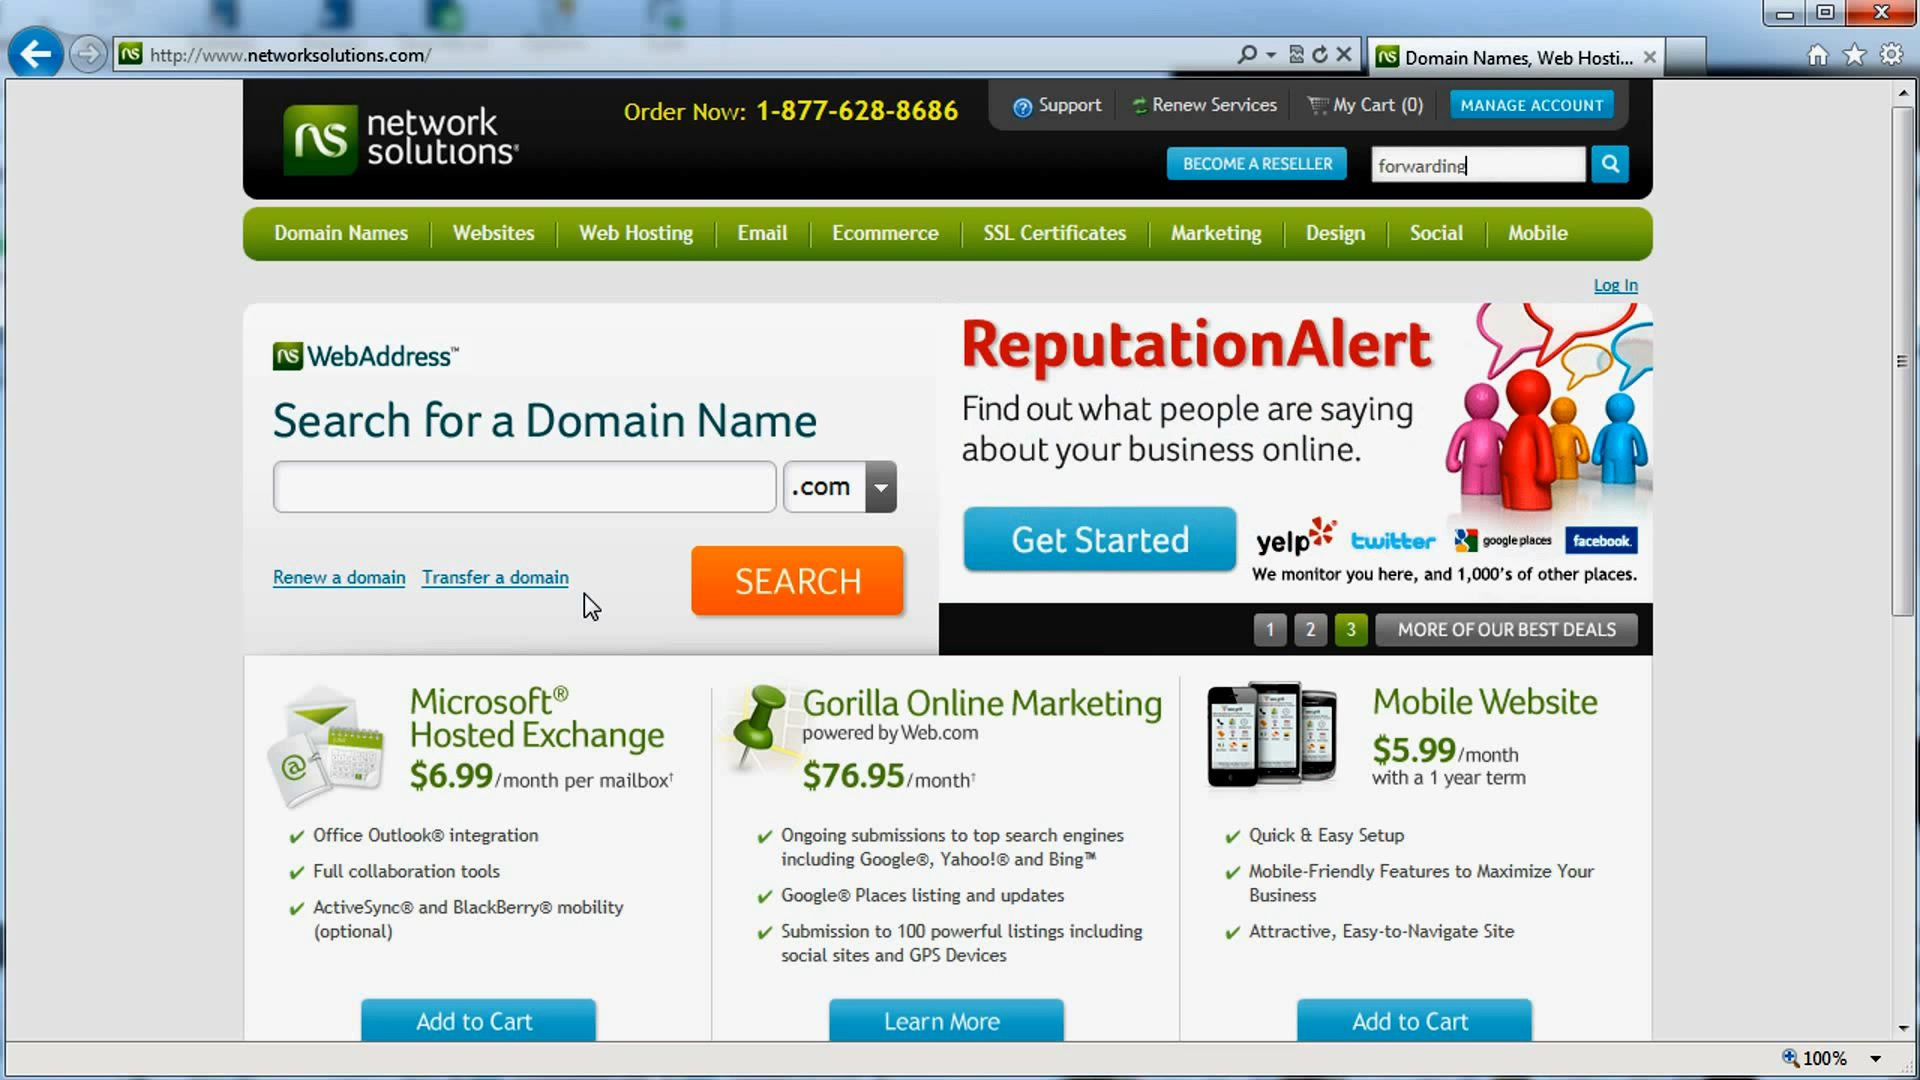 http://www.networksolutions.com/
Domain Names, Web Hosti...
network
solutions®
Order Now: 1-877-628-8686
Support
Renew Services
My Cart (0)
MANAGE ACCOUNT
BECOME A RESELLER
forwarding
Domain Names
Websites
Web Hosting
Email
Ecommerce
SSL Certificates
Marketing
Design
Social
Mobile
Log In
WebAddress™
Search for a Domain Name
.com
Renew a domain
Transfer a domain
SEARCH
ReputationAlert
Find out what people are saying
about your business online.
Get Started
yelp
twitter
google places
facebook.
We monitor you here, and 1,000's of other places.
1
2
3
MORE OF OUR BEST DEALS
Microsoft®
Hosted Exchange
$6.99/month per mailbox†
Office Outlook® integration
Full collaboration tools
ActiveSync® and BlackBerry® mobility
(optional)
Add to Cart
Gorilla Online Marketing
powered by Web.com
$76.95/month†
Ongoing submissions to top search engines
including Google®, Yahoo!® and Bing™
Google® Places listing and updates
Submission to 100 powerful listings including
social sites and GPS Devices
Learn More
Mobile Website
$5.99/month
with a 1 year term
Quick & Easy Setup
Mobile-Friendly Features to Maximize Your
Business
Attractive, Easy-to-Navigate Site
Add to Cart
100%